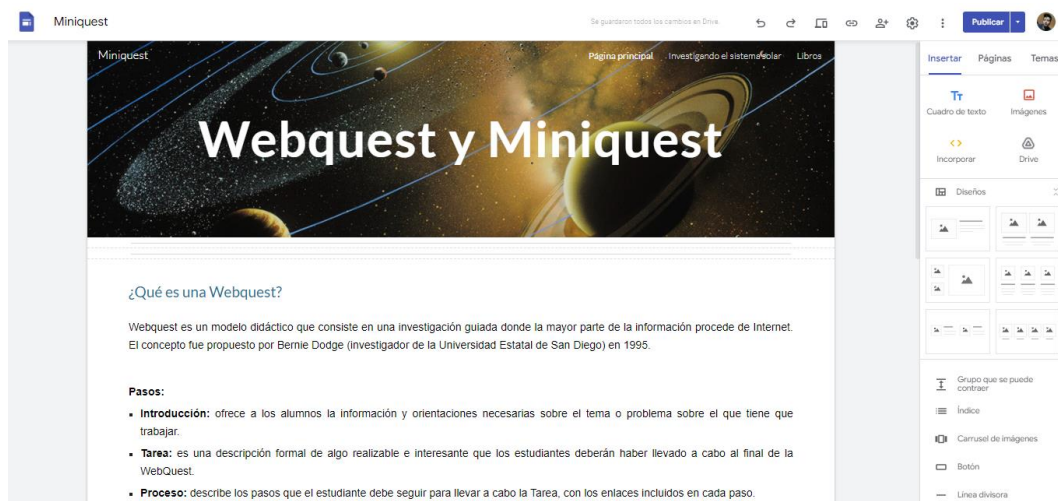 Miniquest
Se guardaron todos los cambios en Drive
Publicar
Miniquest
Página principal
Investigando el sistema solar
Libros
Webquest y Miniquest
¿Qué es una Webquest?
Webquest es un modelo didáctico que consiste en una investigación guiada donde la mayor parte de la información procede de Internet.
El concepto fue propuesto por Bernie Dodge (investigador de la Universidad Estatal de San Diego) en 1995.
Pasos:
▪ Introducción: ofrece a los alumnos la información y orientaciones necesarias sobre el tema o problema sobre el que tiene que
trabajar.
▪ Tarea: es una descripción formal de algo realizable e interesante que los estudiantes deberán haber llevado a cabo al final de la
WebQuest.
▪ Proceso: describe los pasos que el estudiante debe seguir para llevar a cabo la Tarea, con los enlaces incluidos en cada paso.
Insertar
Páginas
Temas
Tт
Cuadro de texto
Imágenes
Incorporar
Drive
Diseños
Grupo que se puede
contraer
Índice
Carrusel de imágenes
Botón
Línea divisora